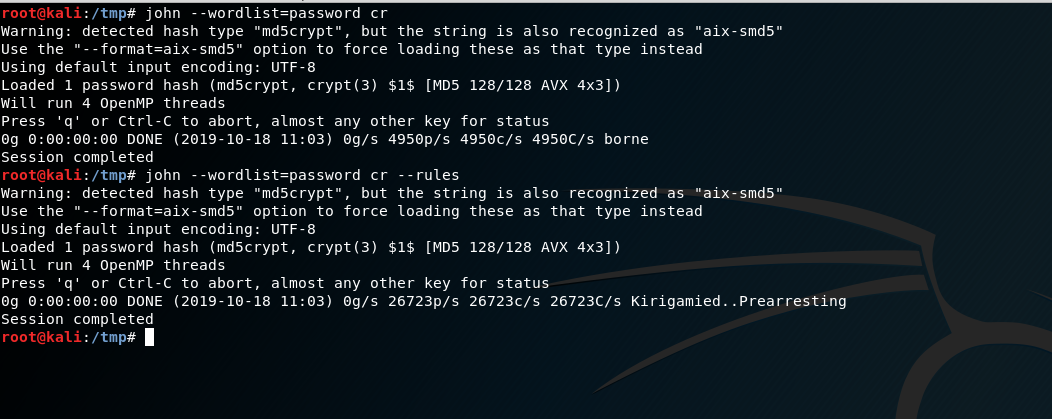 root@kali:/tmp# john --wordlist=password cr
Warning: detected hash type "md5crypt", but the string is also recognized as "aix-smd5"
Use the "--format=aix-smd5" option to force loading these as that type instead
Using default input encoding: UTF-8
Loaded 1 password hash (md5crypt, crypt(3) $1$ [MD5 128/128 AVX 4x3])
Will run 4 OpenMP threads
Press 'q' or Ctrl-C to abort, almost any other key for status
0g 0:00:00:00 DONE (2019-10-18 11:03) 0g/s 4950p/s 4950c/s 4950C/s borne
Session completed
root@kali:/tmp# john --wordlist=password cr --rules
Warning: detected hash type "md5crypt", but the string is also recognized as "aix-smd5"
Use the "--format=aix-smd5" option to force loading these as that type instead
Using default input encoding: UTF-8
Loaded 1 password hash (md5crypt, crypt(3) $1$ [MD5 128/128 AVX 4x3])
Will run 4 OpenMP threads
Press 'q' or Ctrl-C to abort, almost any other key for status
0g 0:00:00:00 DONE (2019-10-18 11:03) 0g/s 26723p/s 26723c/s 26723C/s Kirigamied..Prearresting
Session completed
root@kali:/tmp#